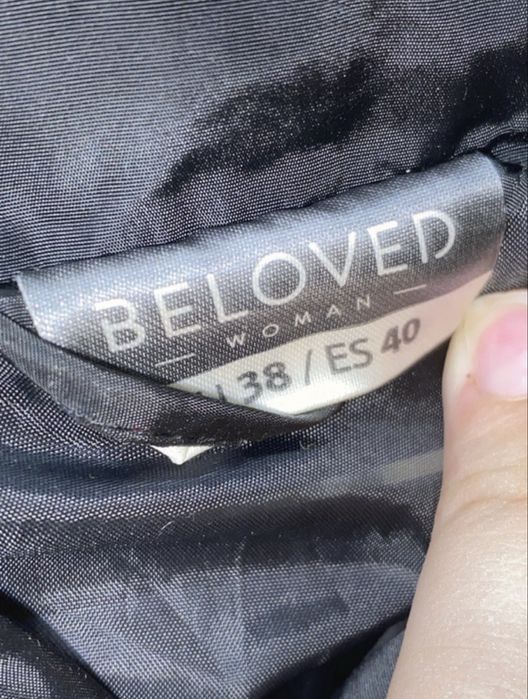 BELOVED
— WOMAN —
38 / ES 40